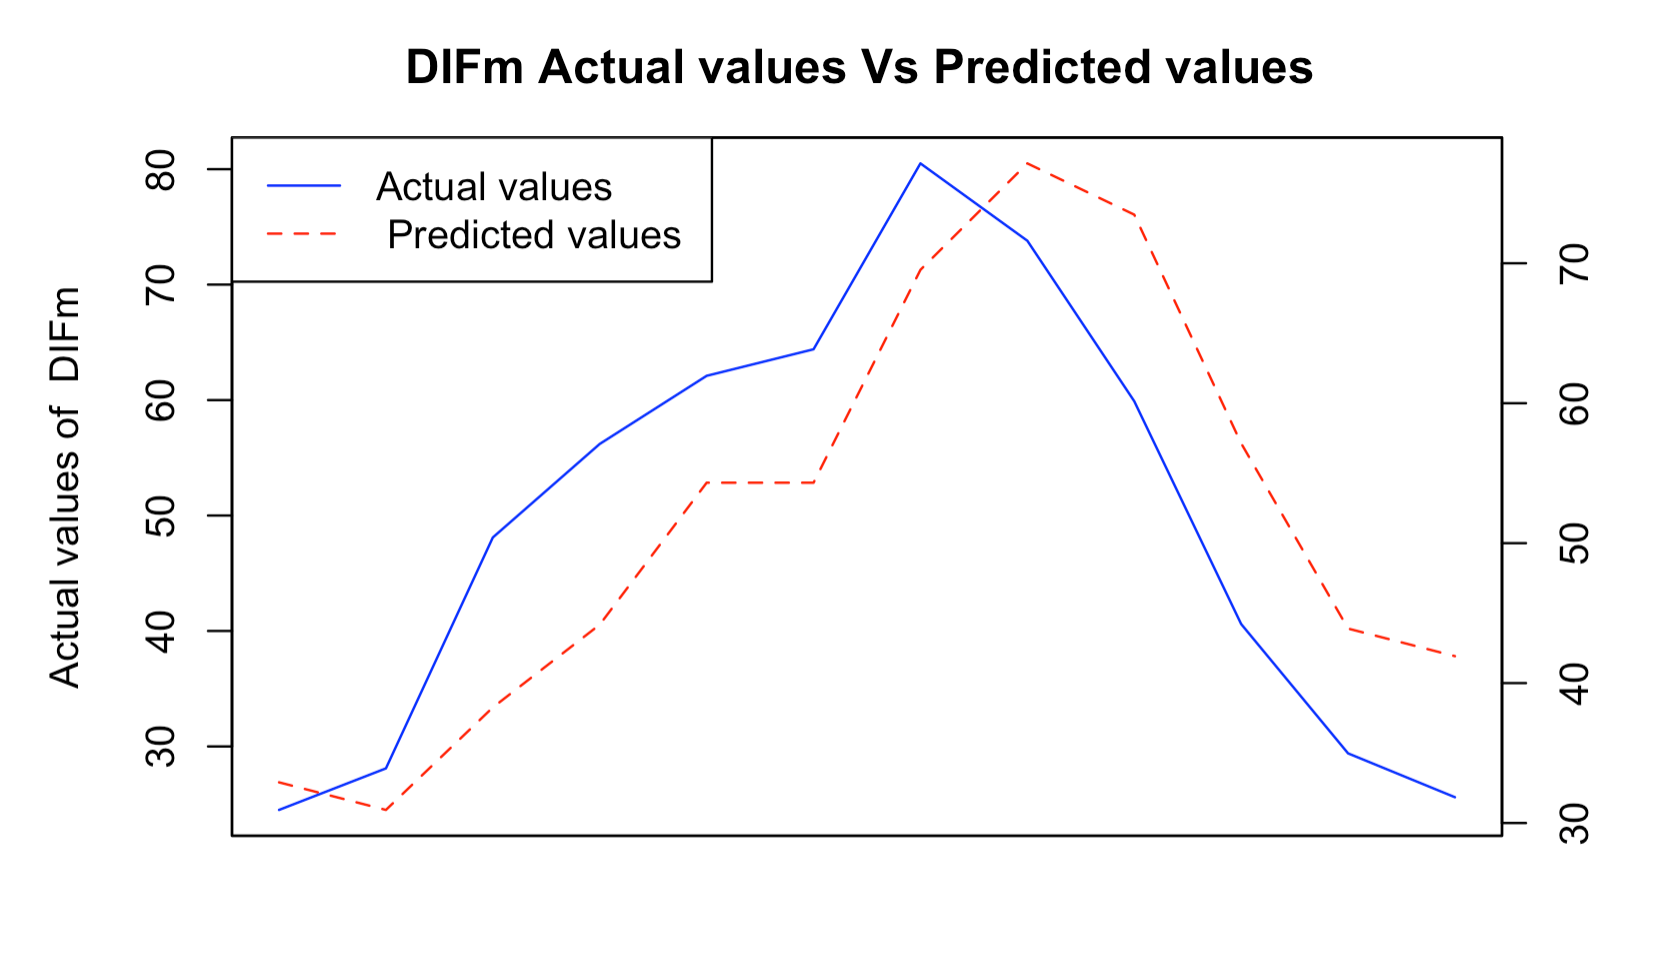 DIFm Actual values Vs Predicted values
Actual values
Predicted values
Actual values of DIFm
80
70
60
50
40
30
70
60
50
40
30